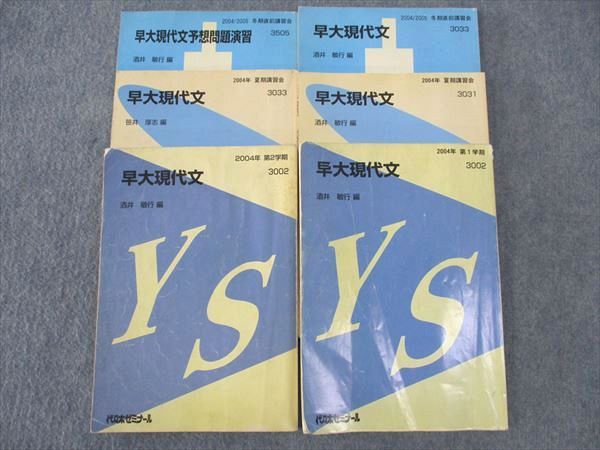 2004/2005 冬期直前講習会
早大現代文予想問題演習
3505
酒井 敏行 編
2004/2005 冬期直前講習会
早大現代文
3033
酒井 敏行 編
2004年 夏期講習会
3033
早大現代文
笹井 厚志 編
2004年 夏期講習会
3031
早大現代文
酒井 敏行 編
2004年 第2学期
3002
早大現代文
酒井 敏行 編
YS
代々木ゼミナール
2004年 第1学期
3002
早大現代文
酒井 敏行 編
YS
代々木ゼミナール